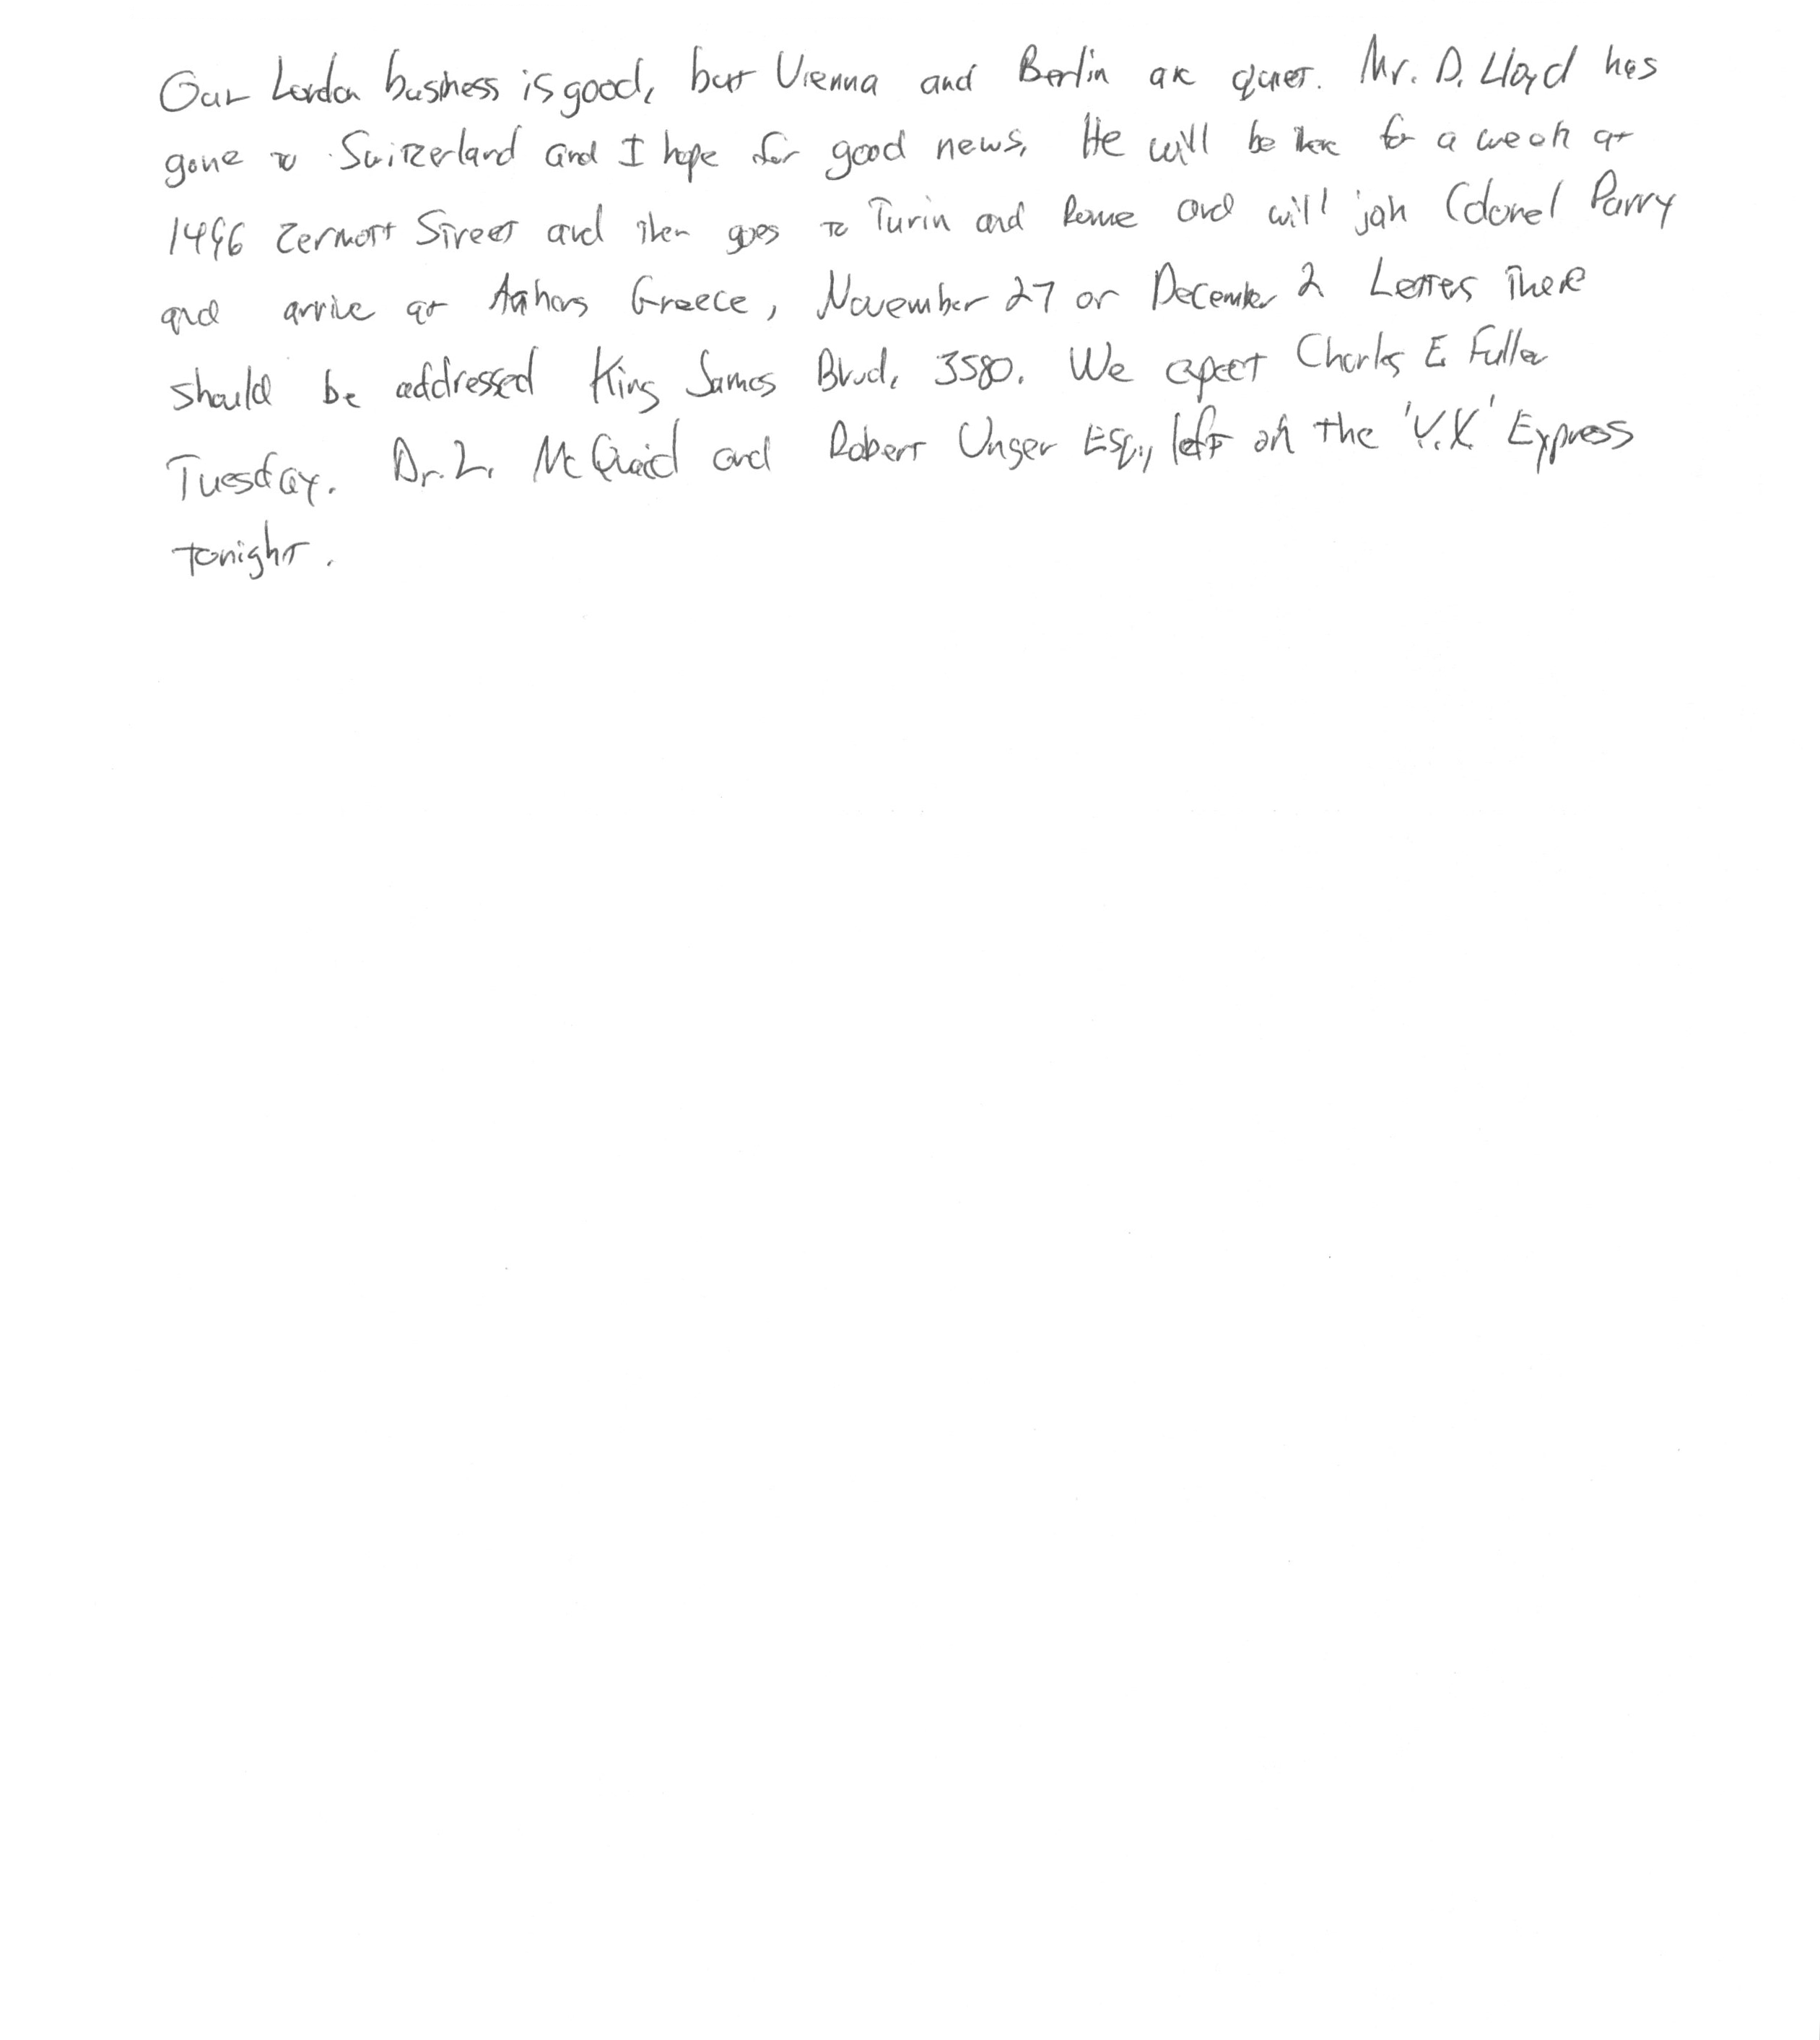 Our London business is good, but Vienna and Berlin are quiet. Mr. D. Lloyd has
gone to Switzerland and I hope for good news. He will be there for a week at
1496 Zermott Street and then goes to Turin and Rome and will join Colonel Parry
and arrive at Athens Greece, November 27 or December 2. Letters there
should be addressed King James Blvd. 3580. We expect Charles E. Fuller
Tuesday. Dr. L. McQuaid and Robert Unger Esq., left on the 'Y.X.' Express
tonight.